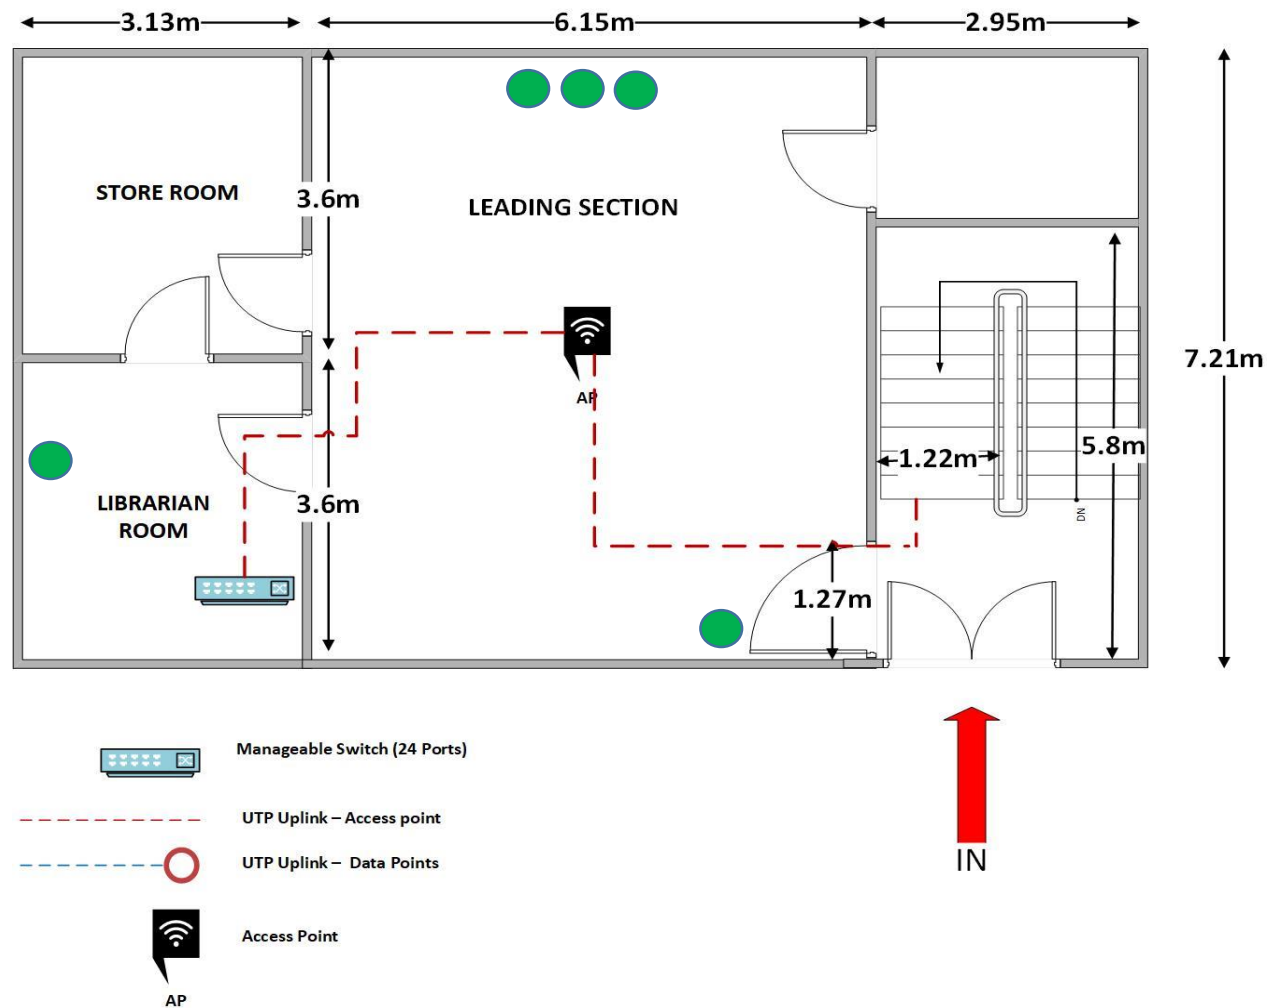 3.13m
6.15m
2.95m
STORE ROOM
3.6m
LEADING SECTION
7.21m
AP
5.8m
1.22m
LIBRARIAN
ROOM
3.6m
DN
1.27m
Manageable Switch (24 Ports)
UTP Uplink – Access point
UTP Uplink – Data Points
IN
Access Point
AP